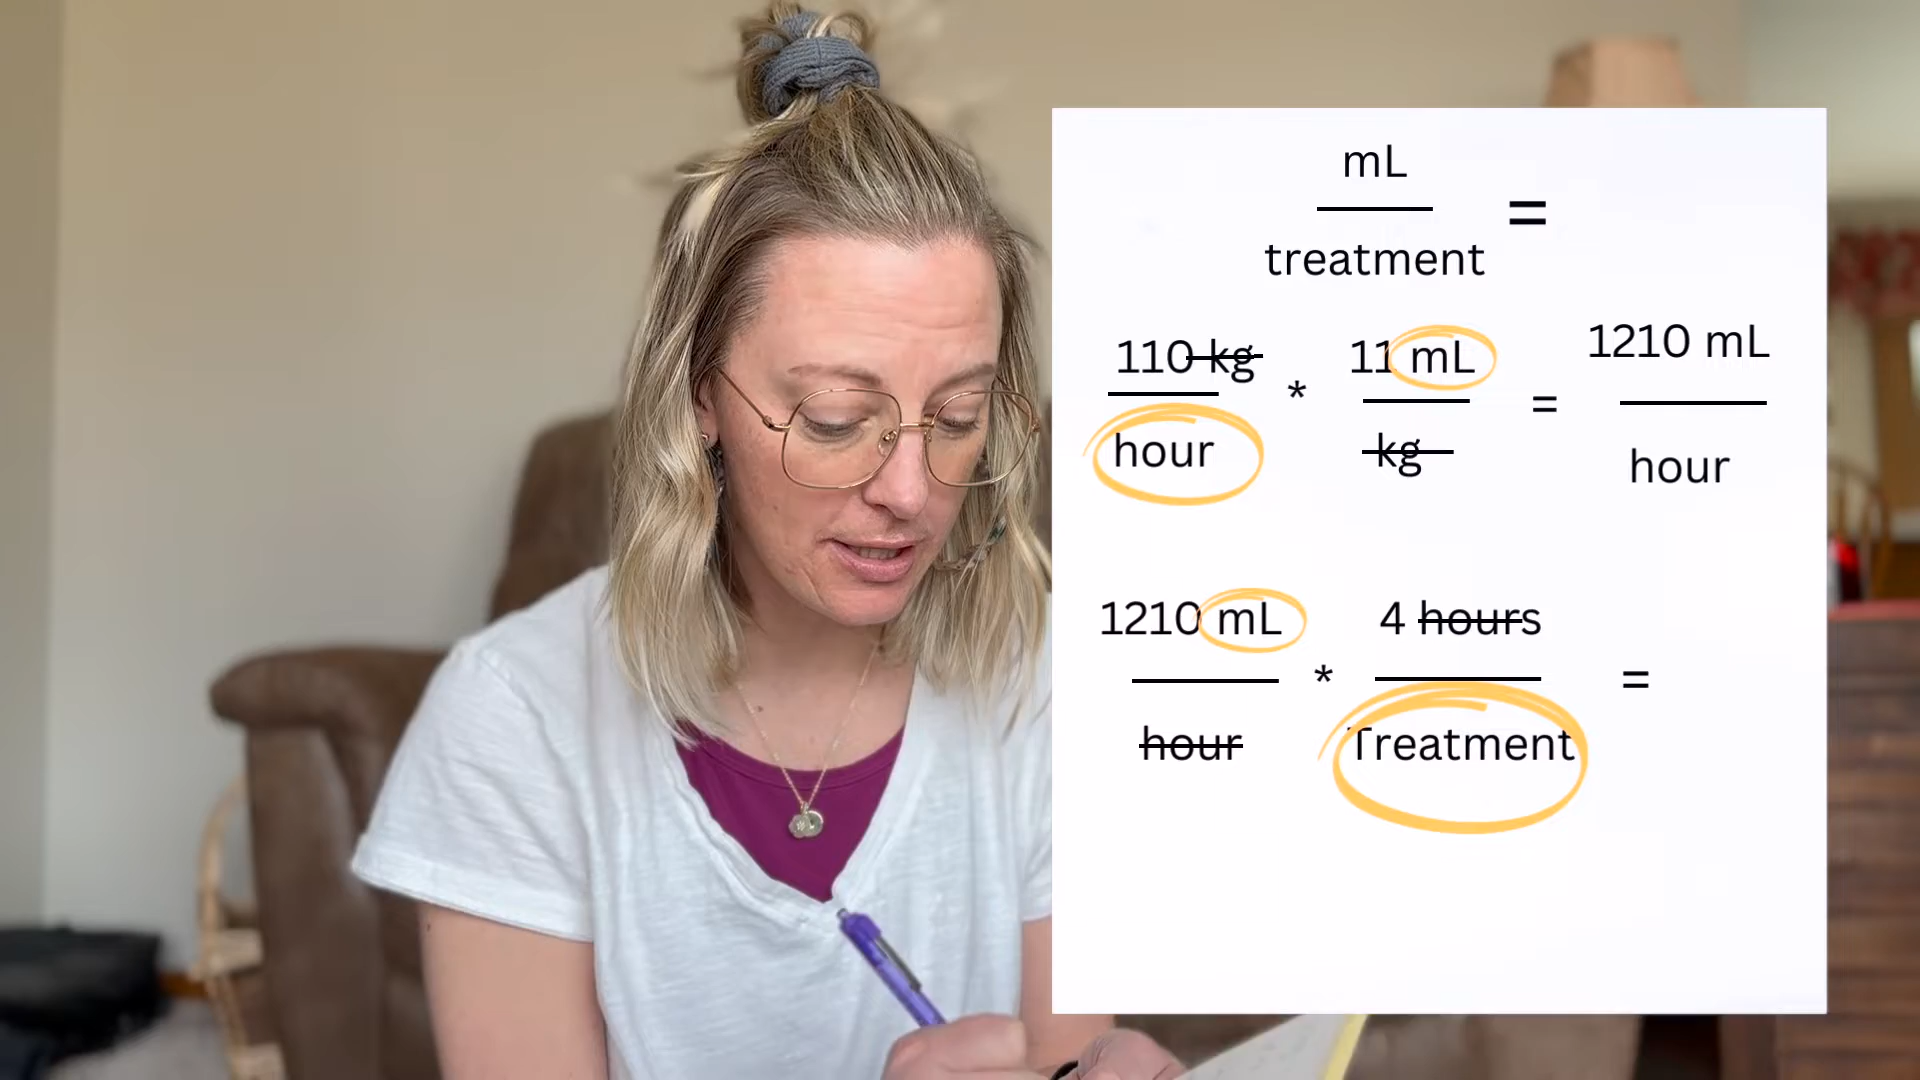 mL
treatment =
110 kg * 11 mL = 1210 mL
hour kg hour
1210 mL * 4 hours =
hour Treatment